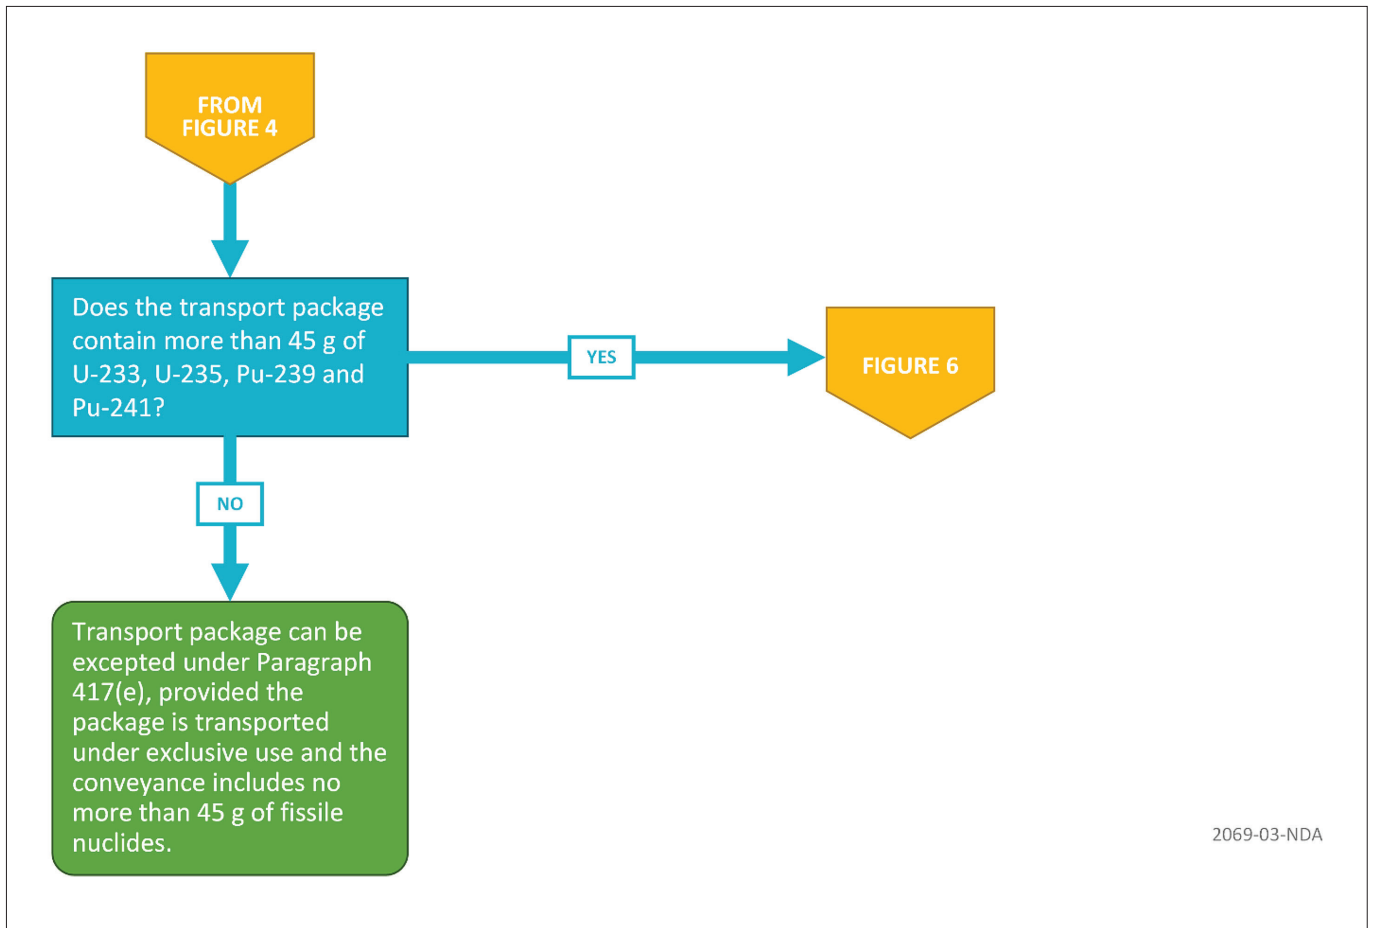 FROM
FIGURE 4
Does the transport package
contain more than 45 g of
U-233, U-235, Pu-239 and
Pu-241?
YES
FIGURE 6
NO
Transport package can be
excepted under Paragraph
417(e), provided the
package is transported
under exclusive use and the
conveyance includes no
more than 45 g of fissile
nuclides.
2069-03-NDA